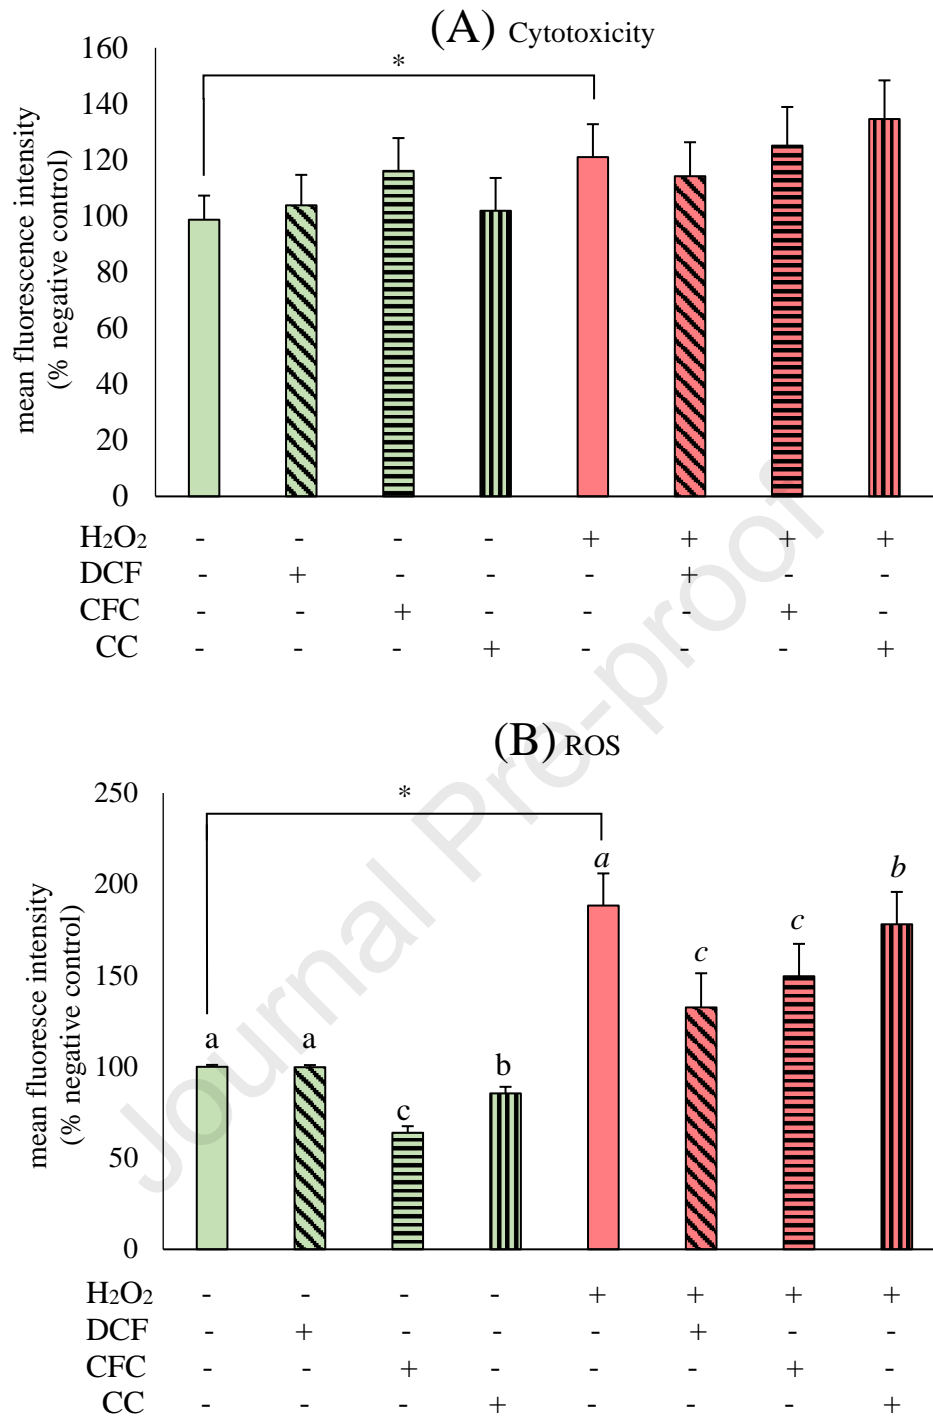 (A) Cytotoxicity
mean fluorescence intensity
(% negative control)
160
140
120
100
80
60
40
20
0
*
H2O2 - - - - + + + +
DCF - + - - - + - -
CFC - - + - - - + -
CC - - - + - - - +
(B) ROS
mean fluoresce intensity
(% negative control)
250
200
150
100
50
0
*
a a c b a c c b
H2O2 - - - - + + + +
DCF - + - - - + - -
CFC - - + - - - + -
CC - - - + - - - +
Journal Pre-proof